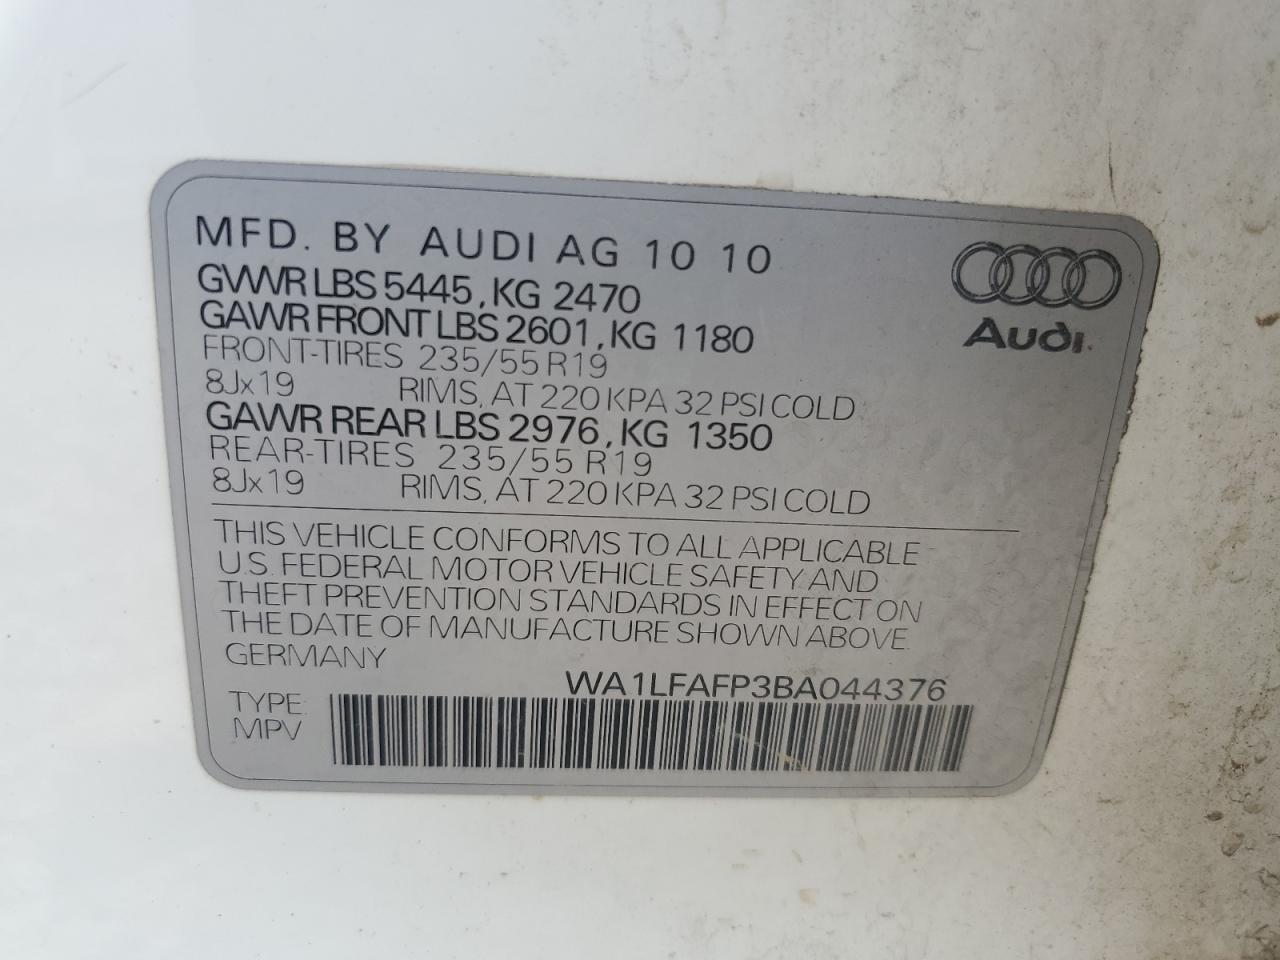 MFD. BY AUDI AG 10 10
GVWR LBS 5445, KG 2470
GAWR FRONT LBS 2601, KG 1180
FRONT-TIRES 235/55 R19
8Jx19 RIMS, AT 220 KPA 32 PSI COLD
GAWR REAR LBS 2976, KG 1350
REAR-TIRES 235/55 R19
8Jx19 RIMS, AT 220 KPA 32 PSI COLD
Audi
THIS VEHICLE CONFORMS TO ALL APPLICABLE
U.S. FEDERAL MOTOR VEHICLE SAFETY AND
THEFT PREVENTION STANDARDS IN EFFECT ON
THE DATE OF MANUFACTURE SHOWN ABOVE.
GERMANY
WA1LFAFP3BA044376
TYPE:
MPV